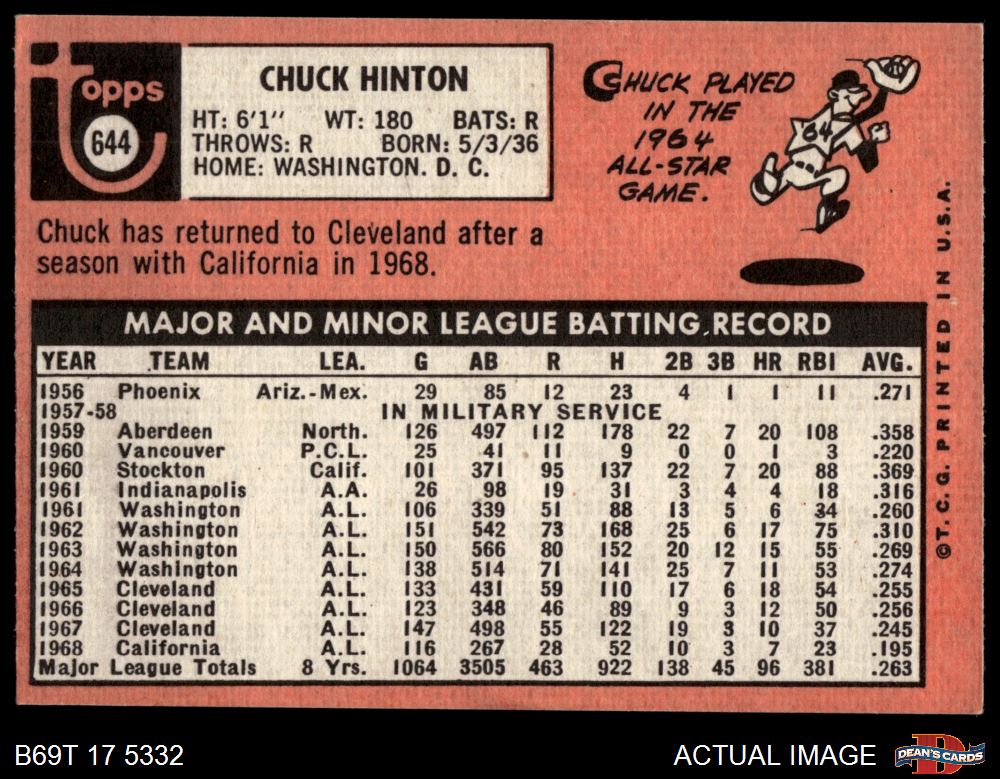 topps
644
CHUCK HINTON
HT: 6'1" WT: 180 BATS: R
THROWS: R BORN: 5/3/36
HOME: WASHINGTON. D. C.
CHUCK PLAYED
IN THE
1964
ALL-STAR
GAME.
64
Chuck has returned to Cleveland after a
season with California in 1968.
MAJOR AND MINOR LEAGUE BATTING RECORD
YEAR TEAM LEA. G AB R H 2B 3B HR RBI AVG.
1956 Phoenix Ariz.-Mex. 29 85 12 23 4 1 1 11 .271
1957-58 IN MILITARY SERVICE
1959 Aberdeen North. 126 497 112 178 22 7 20 108 .358
1960 Vancouver P.C.L. 25 41 11 9 0 0 1 3 .220
1960 Stockton Calif. 101 371 95 137 22 7 20 88 .369
1961 Indianapolis A.A. 26 98 19 31 3 4 4 18 .316
1961 Washington A.L. 106 339 51 88 13 5 6 34 .260
1962 Washington A.L. 151 542 73 168 25 6 17 75 .310
1963 Washington A.L. 150 566 80 152 20 12 15 55 .269
1964 Washington A.L. 138 514 71 141 25 7 11 53 .274
1965 Cleveland A.L. 133 431 59 110 17 6 18 54 .255
1966 Cleveland A.L. 123 348 46 89 9 3 12 50 .256
1967 Cleveland A.L. 147 498 55 122 19 3 10 37 .245
1968 California A.L. 116 267 28 52 10 3 7 23 .195
Major League Totals 8 Yrs. 1064 3505 463 922 138 45 96 381 .263
©T. C. G. PRINTED IN U.S.A.
B69T 17 5332
ACTUAL IMAGE
D
DEAN'S CARDS